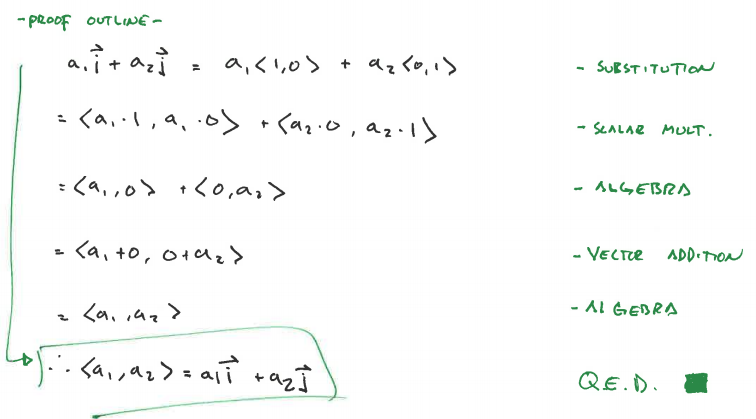 -PROOF OUTLINE-
a₁i⃗ + a₂j⃗ = a₁<1,0> + a₂<0,1> - SUBSTITUTION
= <a₁·1, a₁·0> + <a₂·0, a₂·1> - SCALAR MULT.
= <a₁,0> + <0,a₂> - ALGEBRA
= <a₁+0, 0+a₂> - VECTOR ADDITION
= <a₁,a₂> - ALGEBRA
∴ <a₁,a₂> = a₁i⃗ + a₂j⃗ Q.E.D. ■